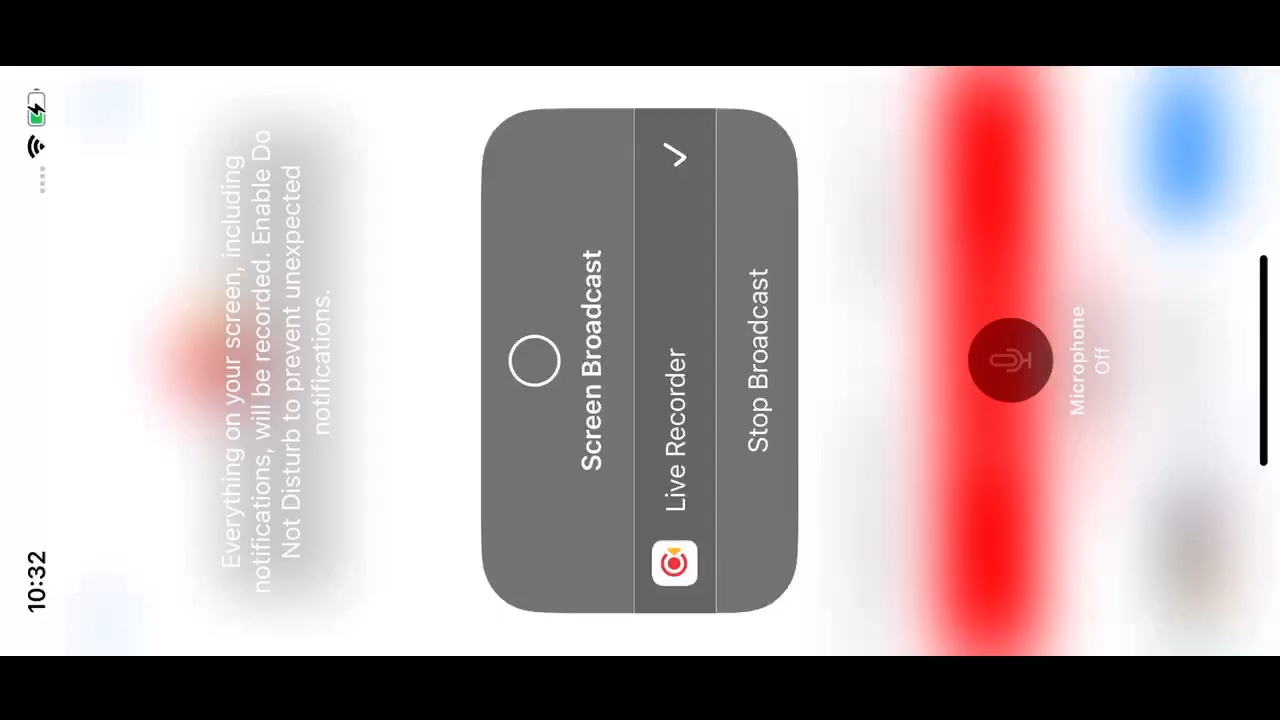 10:32
Everything on your screen, including
notifications, will be recorded. Enable Do
Not Disturb to prevent unexpected
notifications.
Screen Broadcast
Live Recorder
Stop Broadcast
Microphone
Off